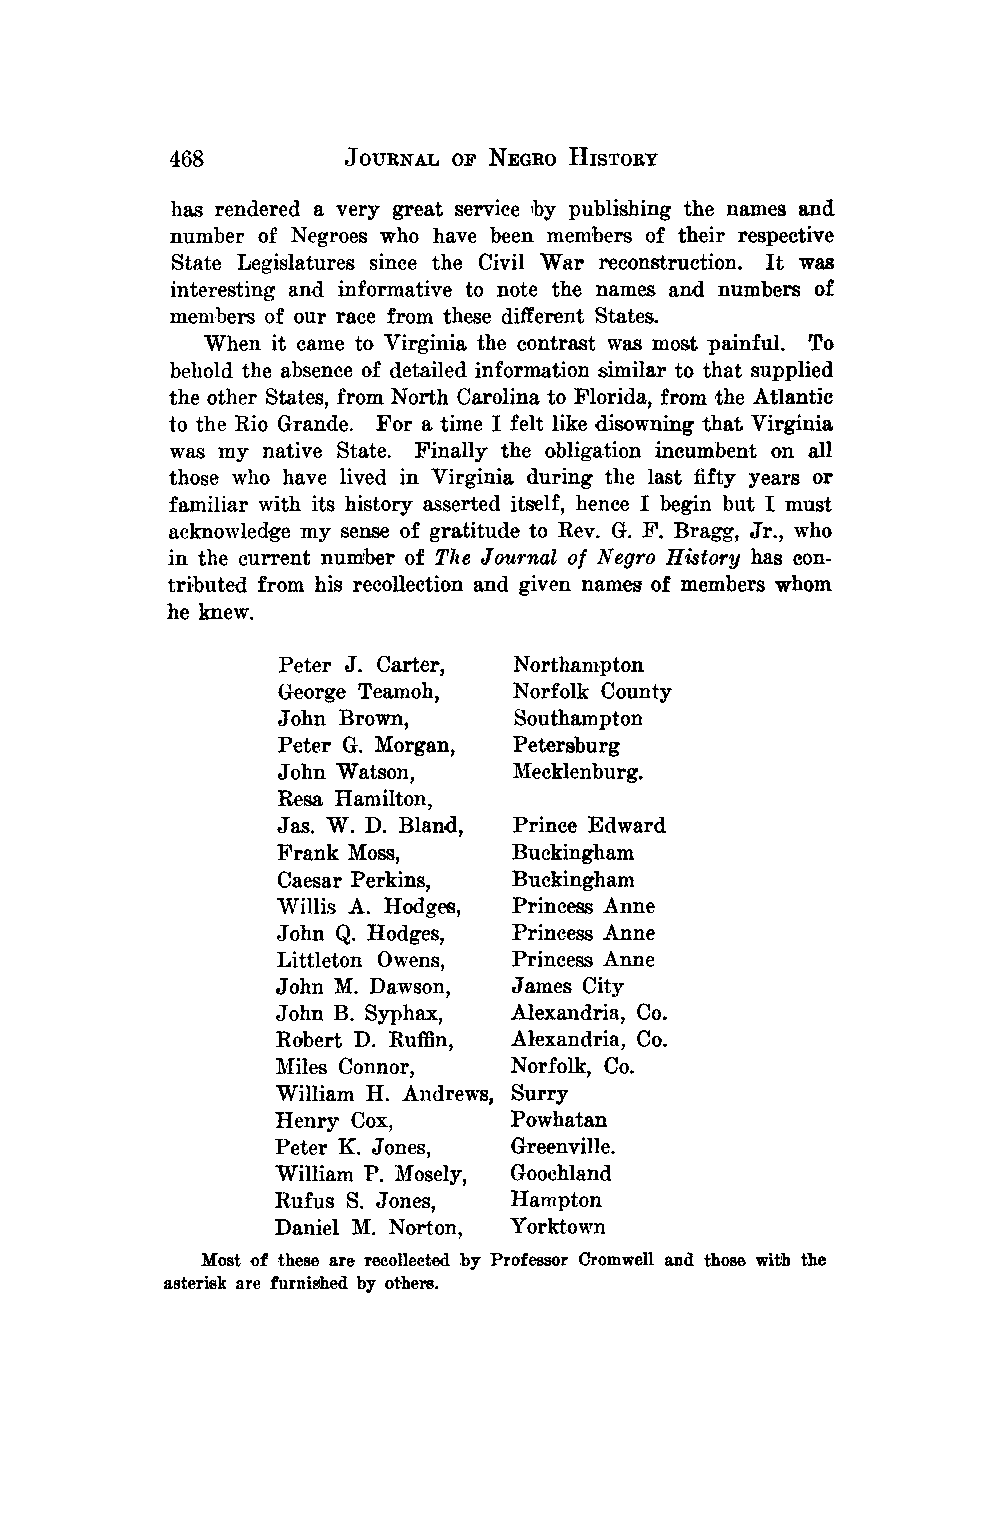 468 JOURNAL OF NEGRO HISTORY
has rendered a very great service by publishing the names and
number of Negroes who have been members of their respective
State Legislatures since the Civil War reconstruction. It was
interesting and informative to note the names and numbers of
members of our race from these different States.
When it came to Virginia the contrast was most painful. To
behold the absence of detailed information similar to that supplied
the other States, from North Carolina to Florida, from the Atlantic
to the Rio Grande. For a time I felt like disowning that Virginia
was my native State. Finally the obligation incumbent on all
those who have lived in Virginia during the last fifty years or
familiar with its history asserted itself, hence I begin but I must
acknowledge my sense of gratitude to Rev. G. F. Bragg, Jr., who
in the current number of The Journal of Negro History has con-
tributed from his recollection and given names of members whom
he knew.
Peter J. Carter, Northampton
George Teamoh, Norfolk County
John Brown, Southampton
Peter G. Morgan, Petersburg
John Watson, Mecklenburg.
Resa Hamilton,
Jas. W. D. Bland, Prince Edward
Frank Moss, Buckingham
Caesar Perkins, Buckingham
Willis A. Hodges, Princess Anne
John Q. Hodges, Princess Anne
Littleton Owens, Princess Anne
John M. Dawson, James City
John B. Syphax, Alexandria, Co.
Robert D. Ruffin, Alexandria, Co.
Miles Connor, Norfolk, Co.
William H. Andrews, Surry
Henry Cox, Powhatan
Peter K. Jones, Greenville.
William P. Mosely, Goochland
Rufus S. Jones, Hampton
Daniel M. Norton, Yorktown
Most of these are recollected by Professor Cromwell and those with the
asterisk are furnished by others.